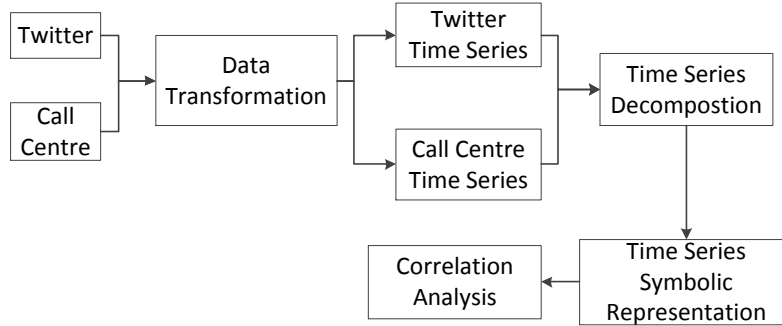 Twitter
Call
Centre
Data
Transformation
Twitter
Time Series
Call Centre
Time Series
Time Series
Decompostion
Time Series
Symbolic
Representation
Correlation
Analysis